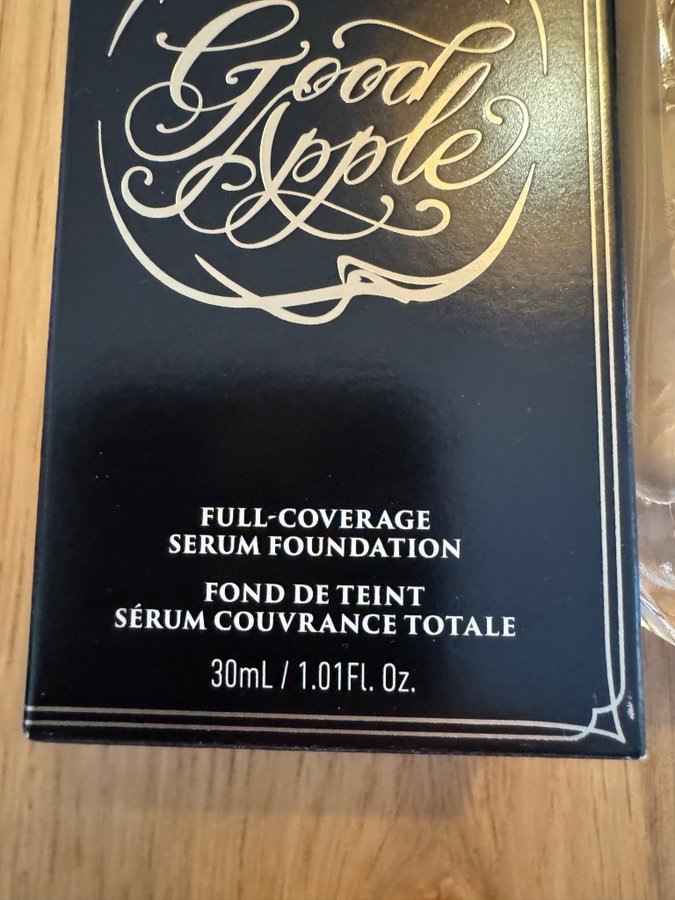 Good
Apple
FULL-COVERAGE
SERUM FOUNDATION
FOND DE TEINT
SÉRUM COUVRANCE TOTALE
30mL / 1.01Fl. Oz.